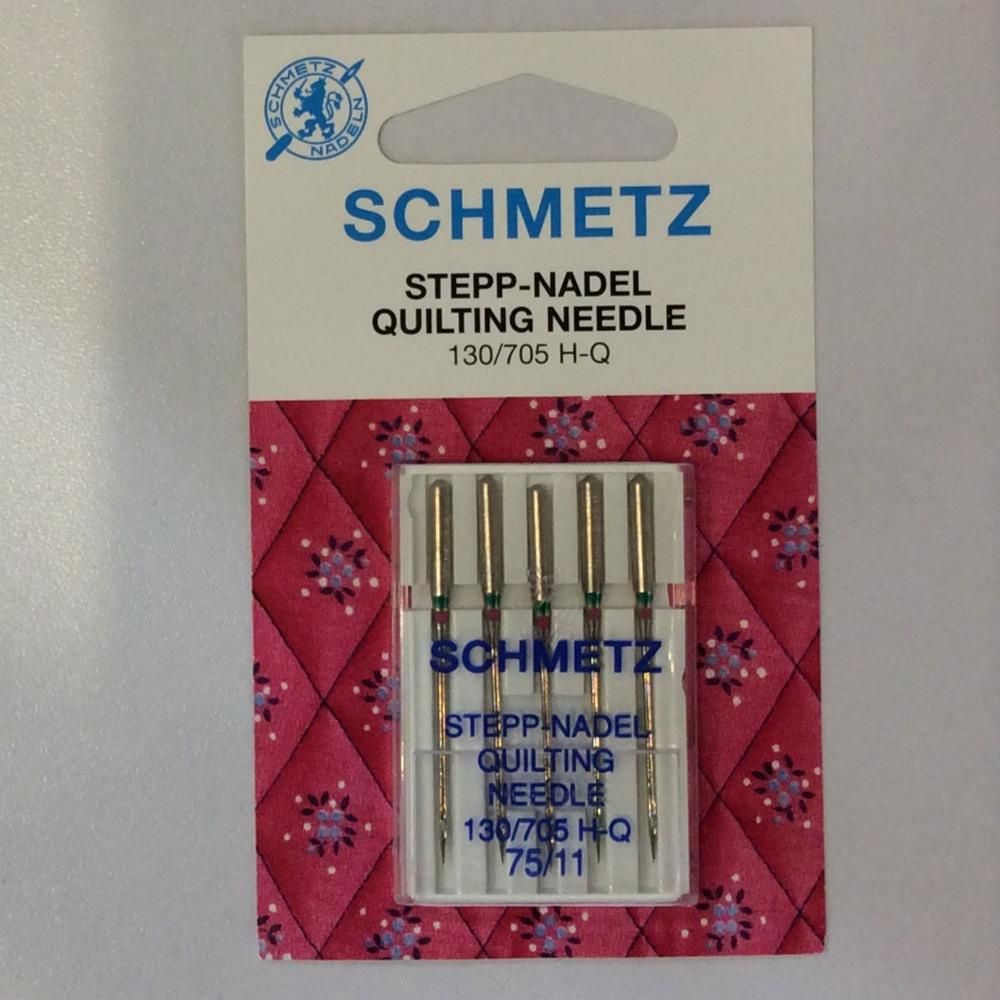 SCHMETZ
NADELN
SCHMETZ
STEPP-NADEL
QUILTING NEEDLE
130/705 H-Q
SCHMETZ
STEPP-NADEL
QUILTING
NEEDLE
130/705 H-Q
75/11